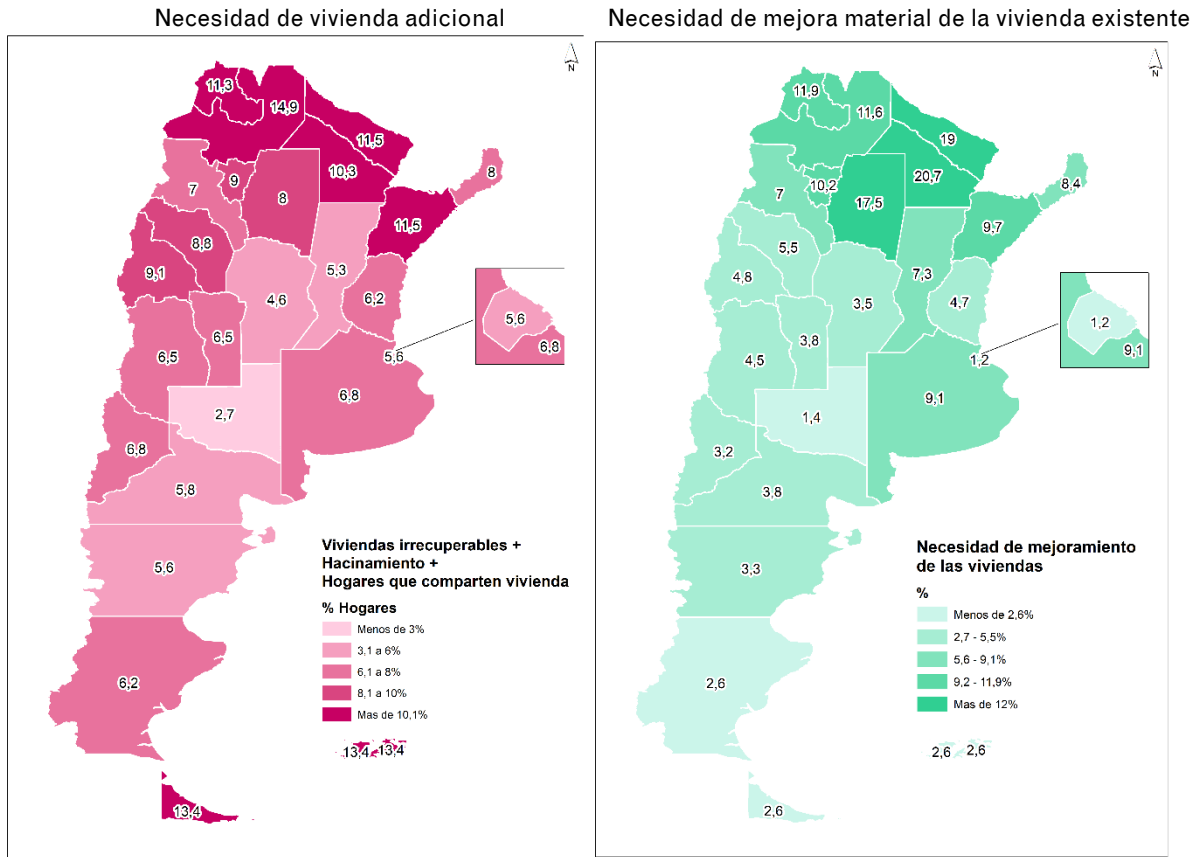 Necesidad de vivienda adicional
N
11,3
14,9
11,5
10,3
8
9
7
8
11,5
8,8
5,3
9,1
4,6
6,2
5,6
6,8
6,5
6,5
5,6
6,8
2,7
6,8
5,8
5,6
6,2
13,4
13,4 13,4
Viviendas irrecuperables +
Hacinamiento +
Hogares que comparten vivienda
% Hogares
Menos de 3%
3,1 a 6%
6,1 a 8%
8,1 a 10%
Mas de 10,1%
Necesidad de mejora material de la vivienda existente
N
11,9
11,6
19
20,7
8,4
10,2
7
17,5
9,7
5,5
7,3
4,8
3,5
4,7
1,2
9,1
3,8
4,5
1,2
9,1
1,4
3,2
3,8
3,3
2,6
2,6
2,6 2,6
Necesidad de mejoramiento
de las viviendas
%
Menos de 2,6%
2,7 - 5,5%
5,6 - 9,1%
9,2 - 11,9%
Mas de 12%